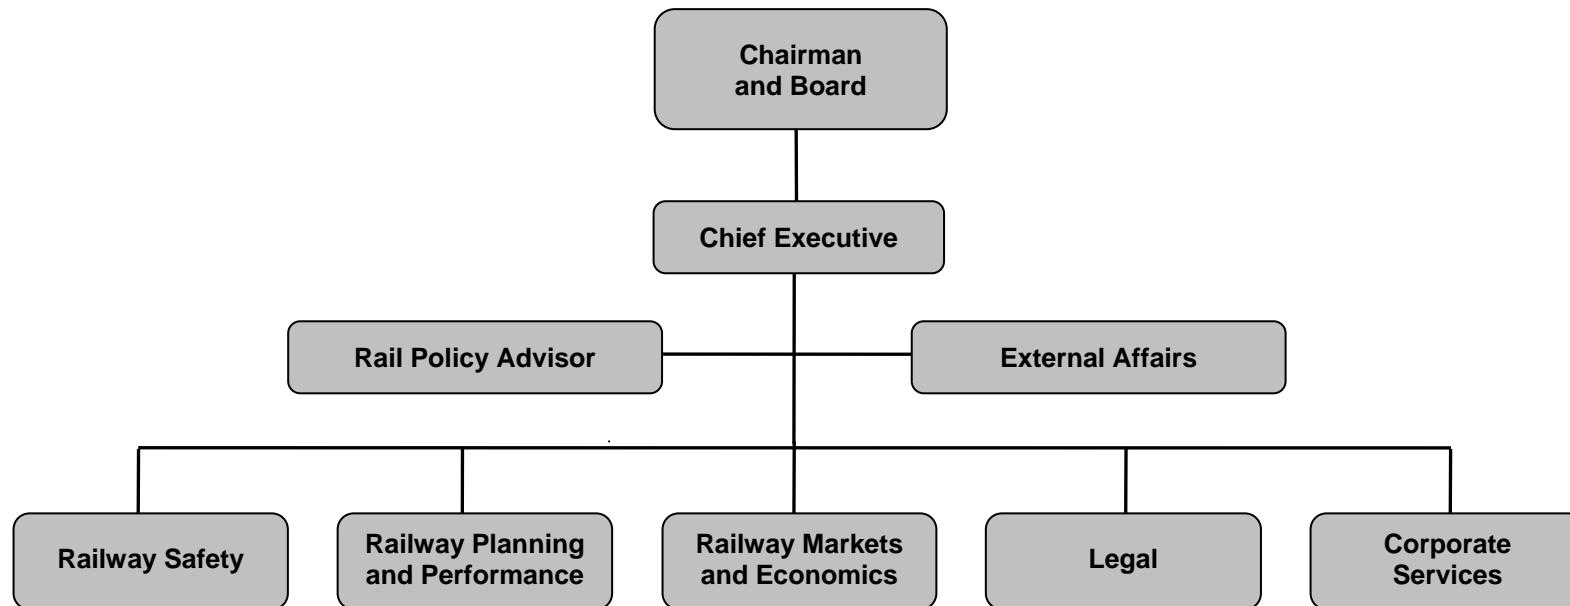 Chairman
and Board
Chief Executive
Rail Policy Advisor
External Affairs
Railway Safety
Railway Planning
and Performance
Railway Markets
and Economics
Legal
Corporate
Services